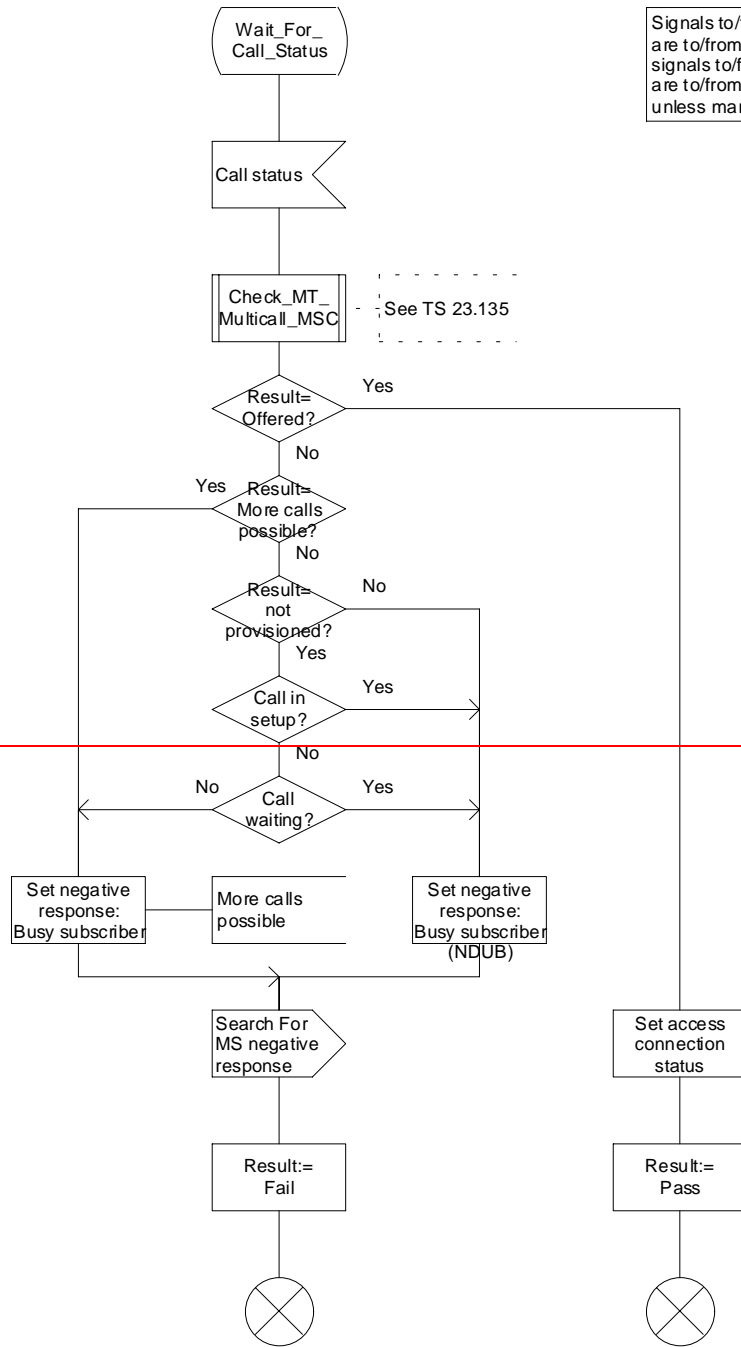 Wait_For_
Call_Status
Signals to/
are to/from
signals to/f
are to/from
unless mar
Call status
Check_MT_
Multicall_MSC
See TS 23.135
Result=
Offered?
Yes
No
Yes
Result=
More calls
possible?
No
Result=
not
provisioned?
No
Yes
Call in
setup?
Yes
No
No
Call
waiting?
Yes
Set negative
response:
Busy subscriber
More calls
possible
Set negative
response:
Busy subscriber
(NDUB)
Search For
MS negative
response
Set access
connection
status
Result:=
Fail
Result:=
Pass